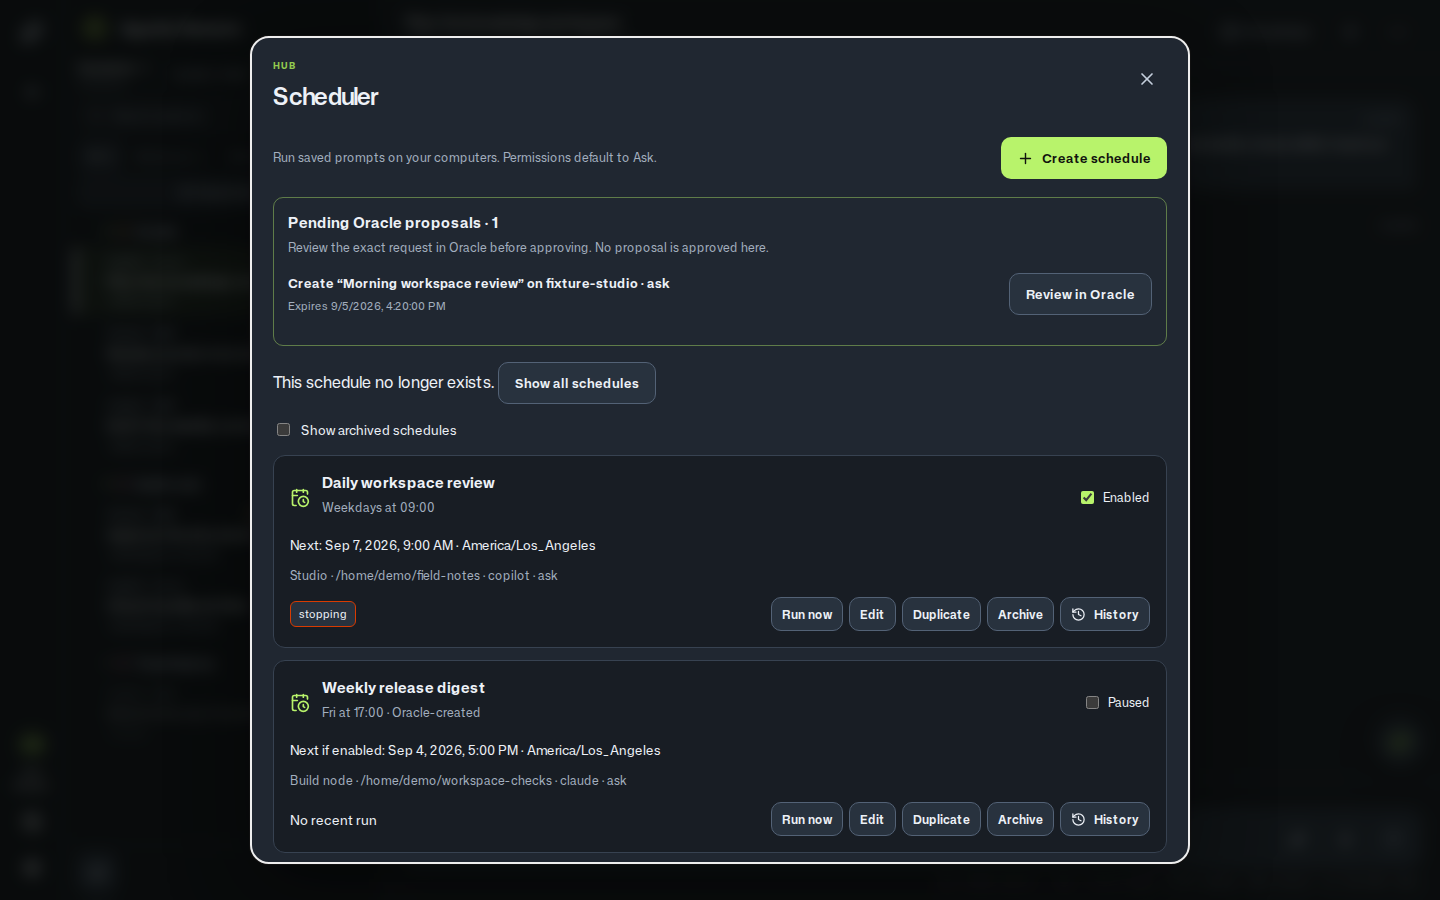 HUB
Scheduler
Run saved prompts on your computers. Permissions default to Ask.
Create schedule
Pending Oracle proposals · 1
Review the exact request in Oracle before approving. No proposal is approved here.
Create “Morning workspace review” on fixture-studio · ask
Expires 9/5/2026, 4:20:00 PM
Review in Oracle
This schedule no longer exists.
Show all schedules
Show archived schedules
Daily workspace review
Weekdays at 09:00
Enabled
Next: Sep 7, 2026, 9:00 AM · America/Los_Angeles
Studio · /home/demo/field-notes · copilot · ask
stopping
Run now
Edit
Duplicate
Archive
History
Weekly release digest
Fri at 17:00 · Oracle-created
Paused
Next if enabled: Sep 4, 2026, 5:00 PM · America/Los_Angeles
Build node · /home/demo/workspace-checks · claude · ask
No recent run
Run now
Edit
Duplicate
Archive
History